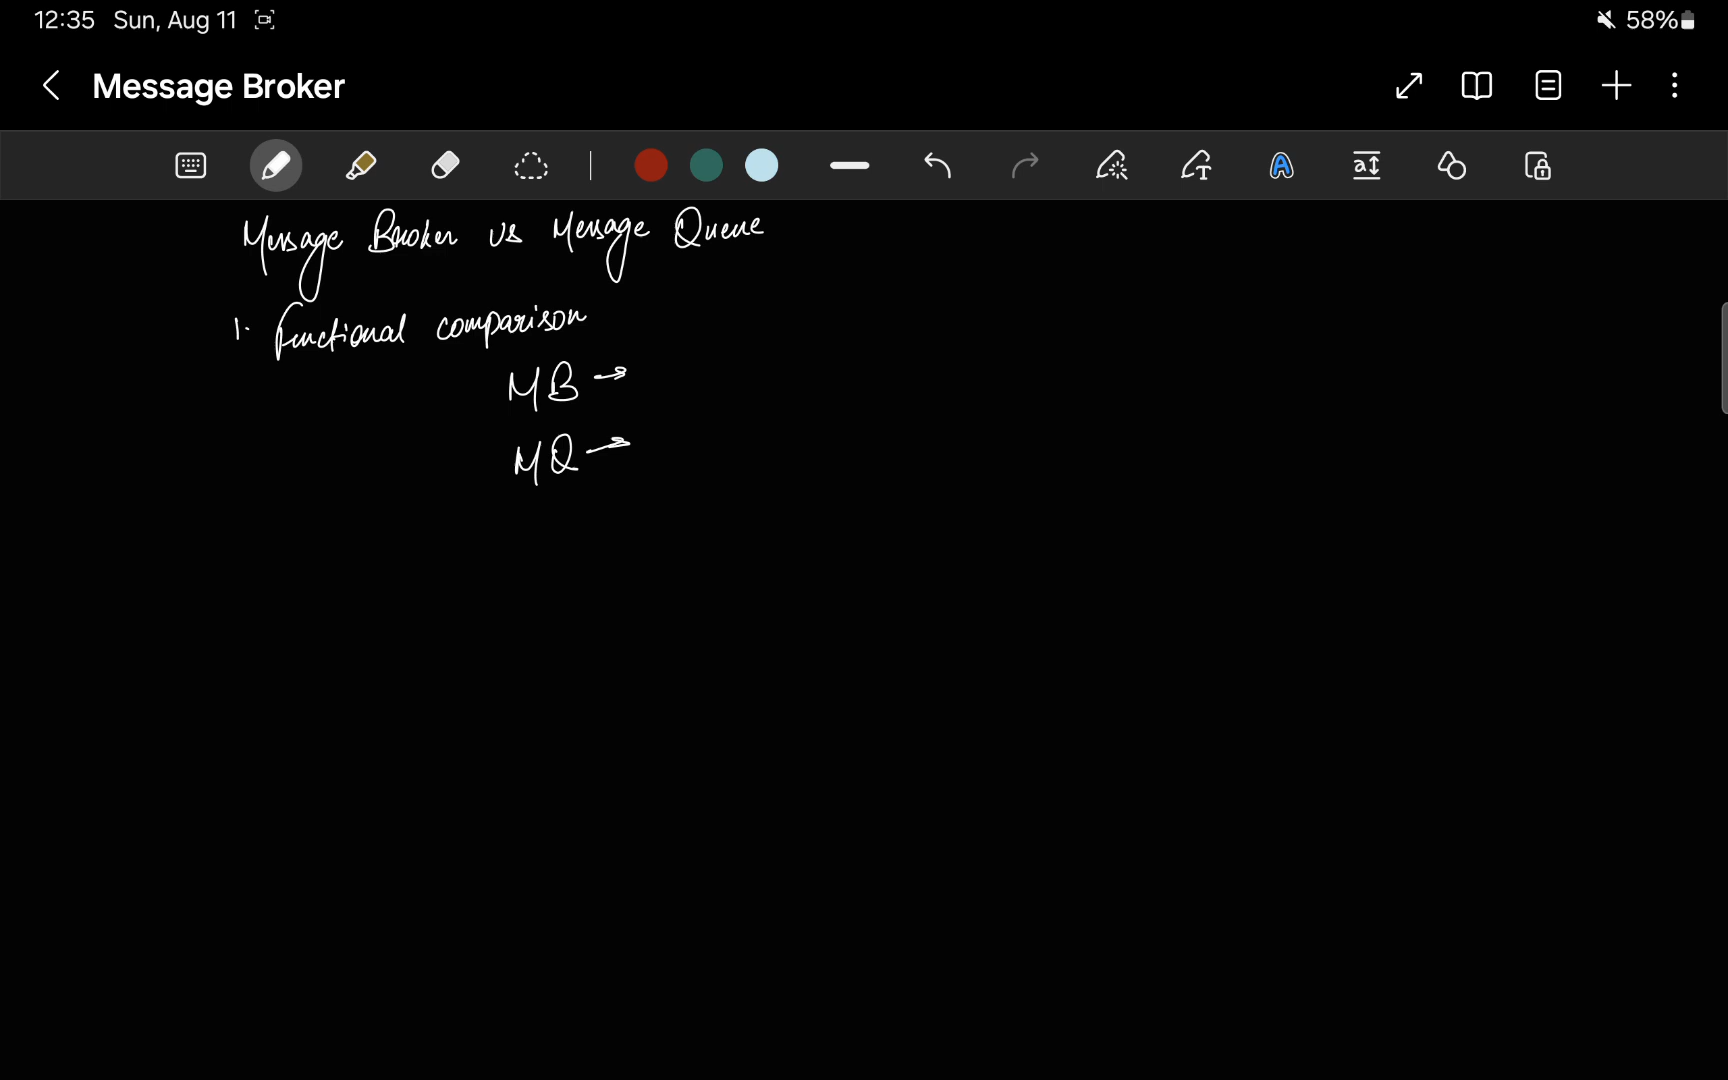 12:35 Sun, Aug 11 58%
Message Broker
Message Broker vs Message Queue
1. functional comparison
MB →
MQ →